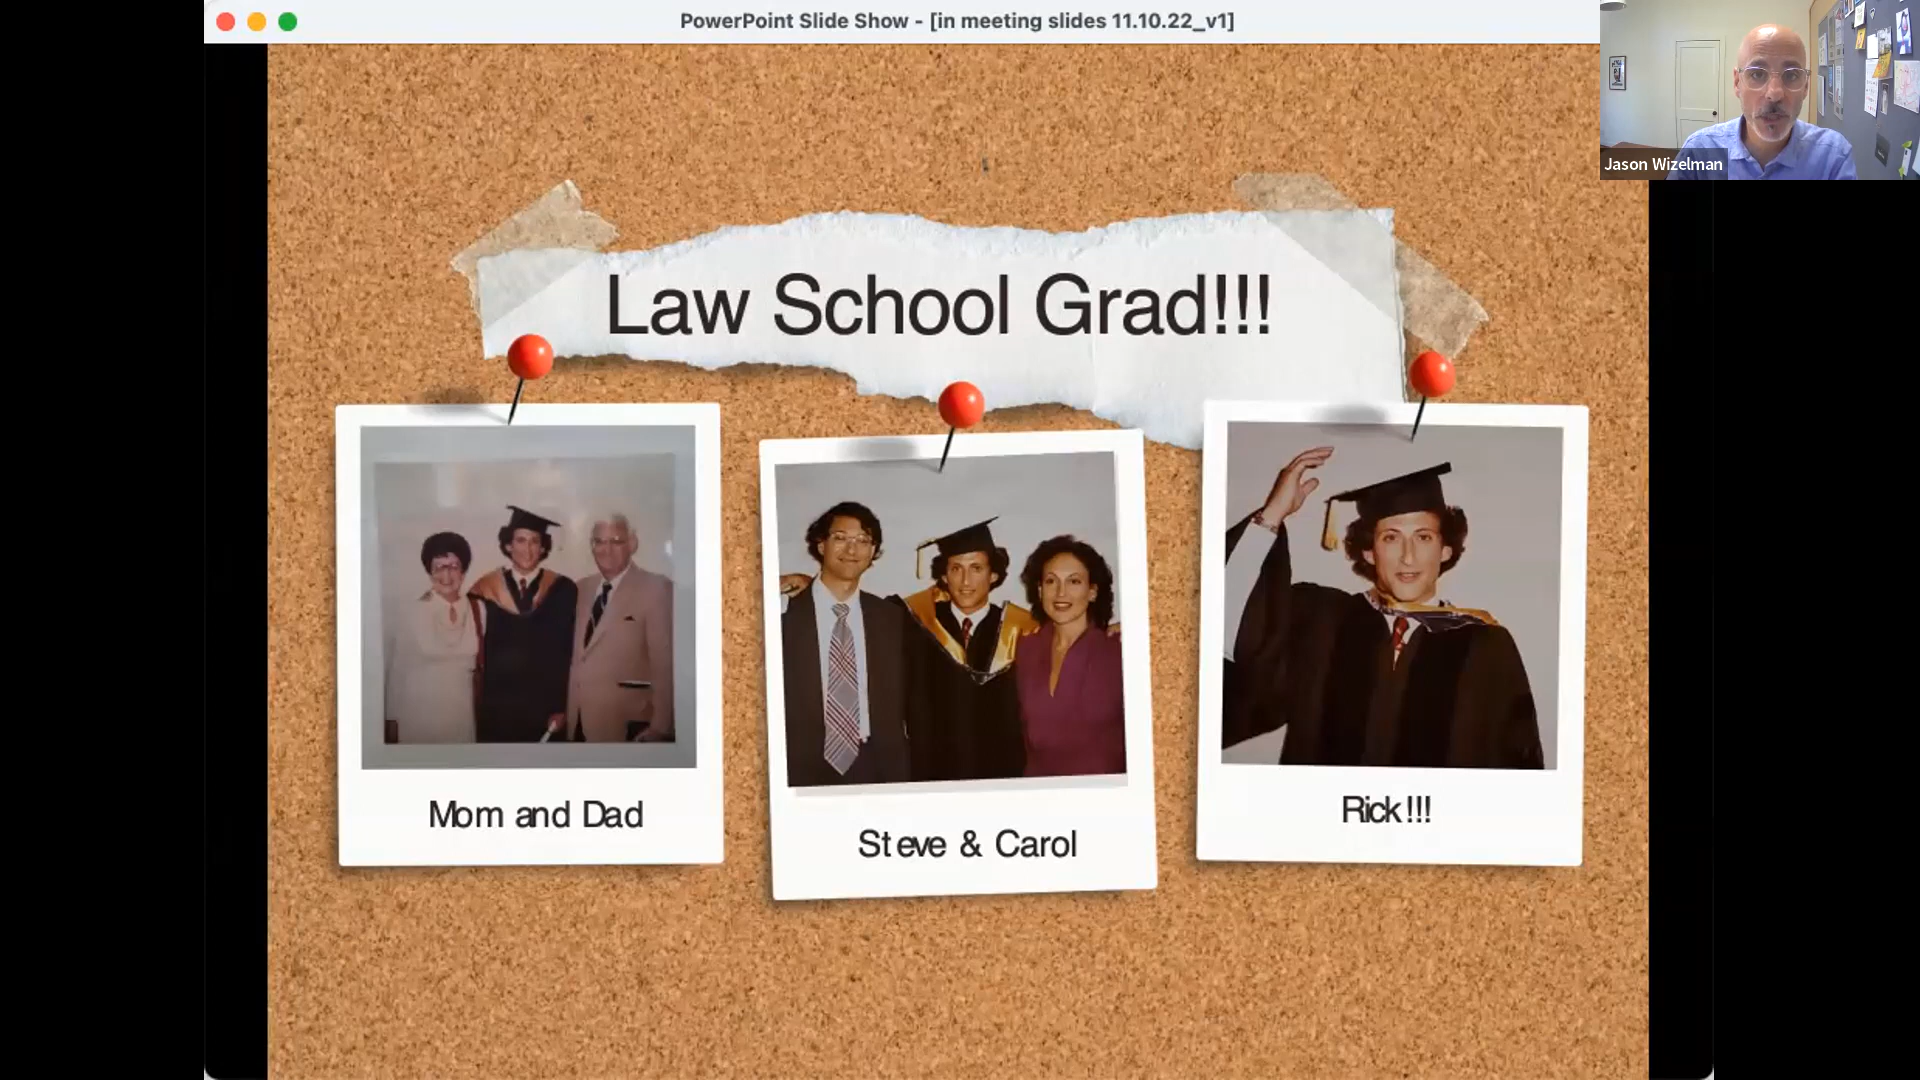 PowerPoint Slide Show - [in meeting slides 11.10.22_v1]
Jason Wizelman
Law School Grad!!!
Mom and Dad
Steve & Carol
Rick!!!